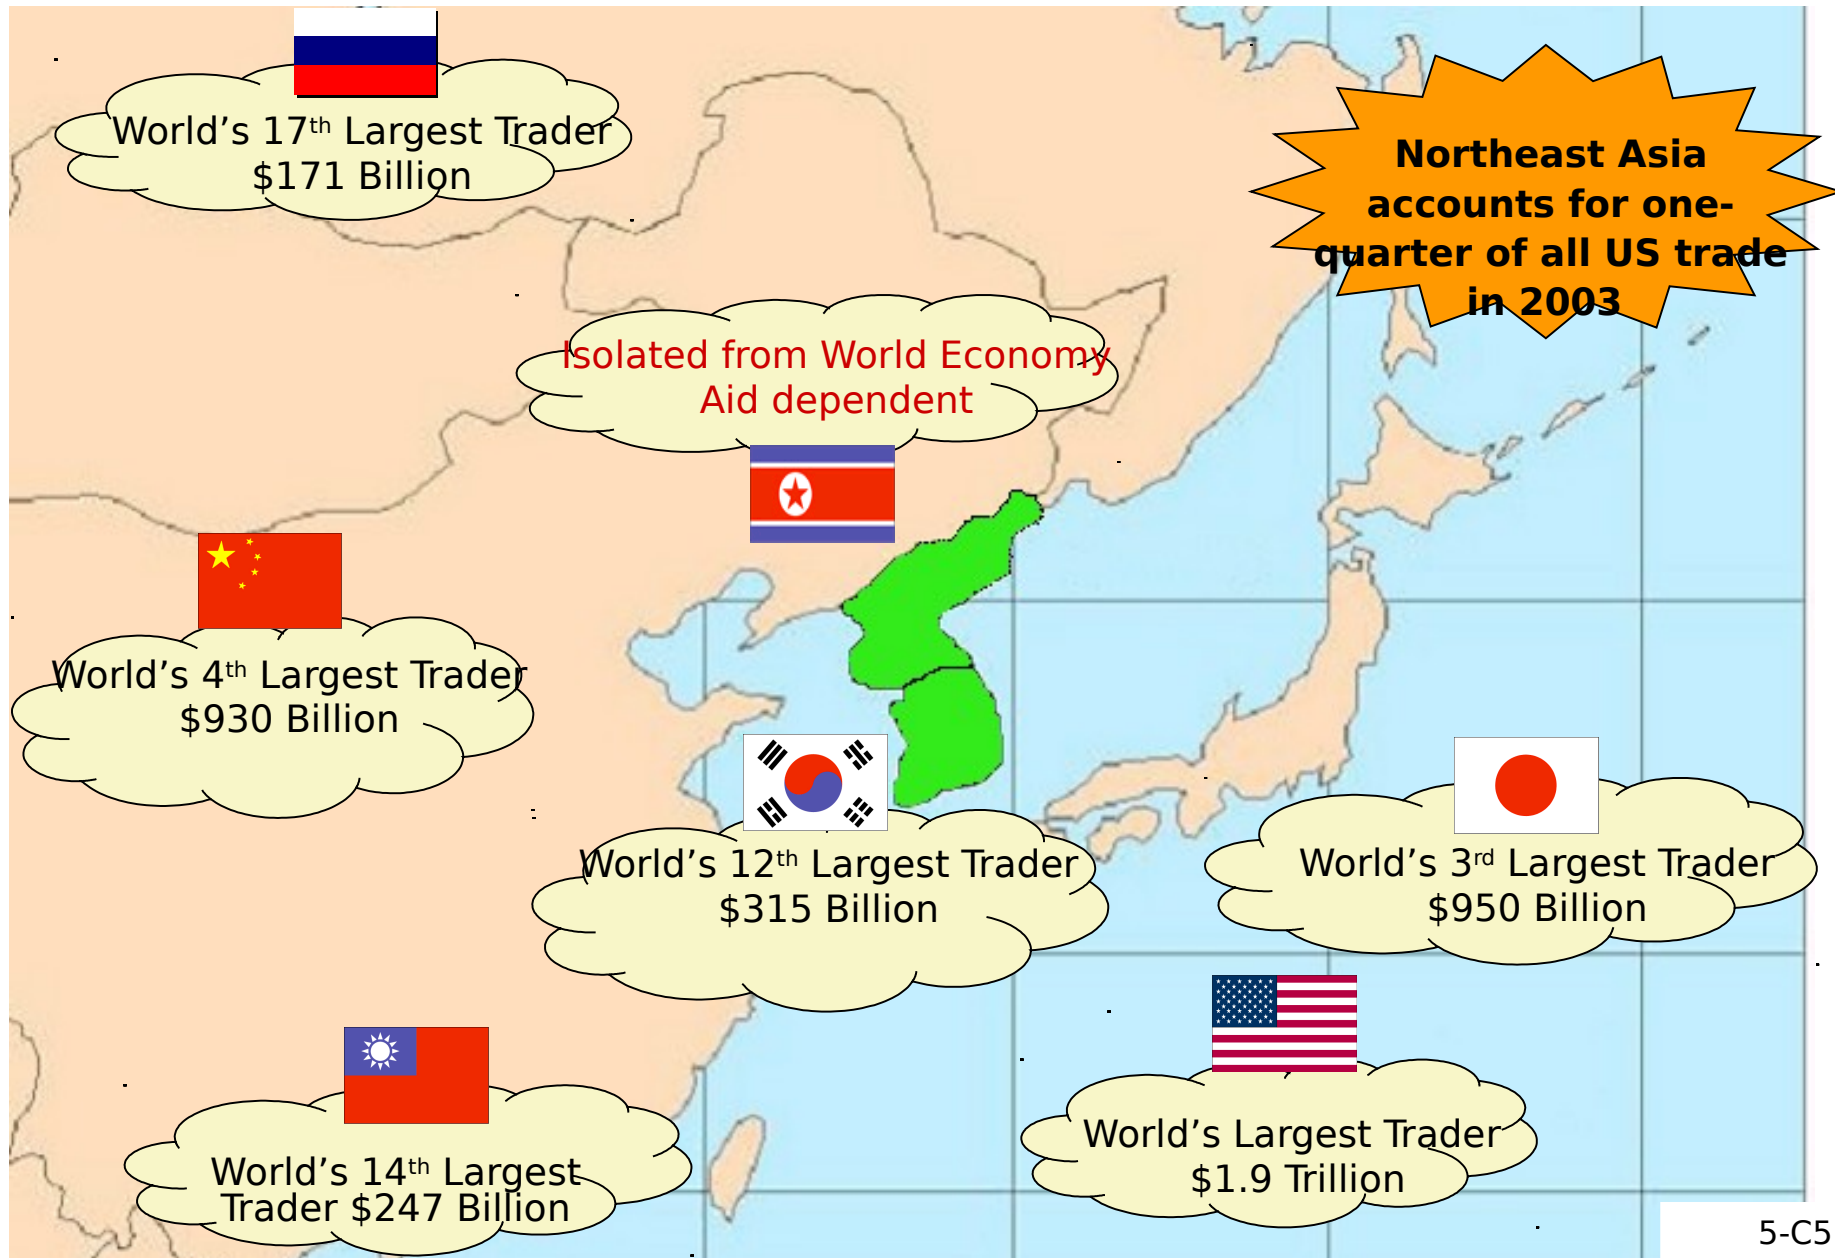 World’s 17th Largest Trader
$171 Billion
Northeast Asia
accounts for one-
quarter of all US trade
in 2003
Isolated from World Economy
Aid dependent
World’s 4th Largest Trader
$930 Billion
World’s 12th Largest Trader
$315 Billion
World’s 3rd Largest Trader
$950 Billion
World’s Largest Trader
$1.9 Trillion
World’s 14th Largest
Trader $247 Billion
5-C5